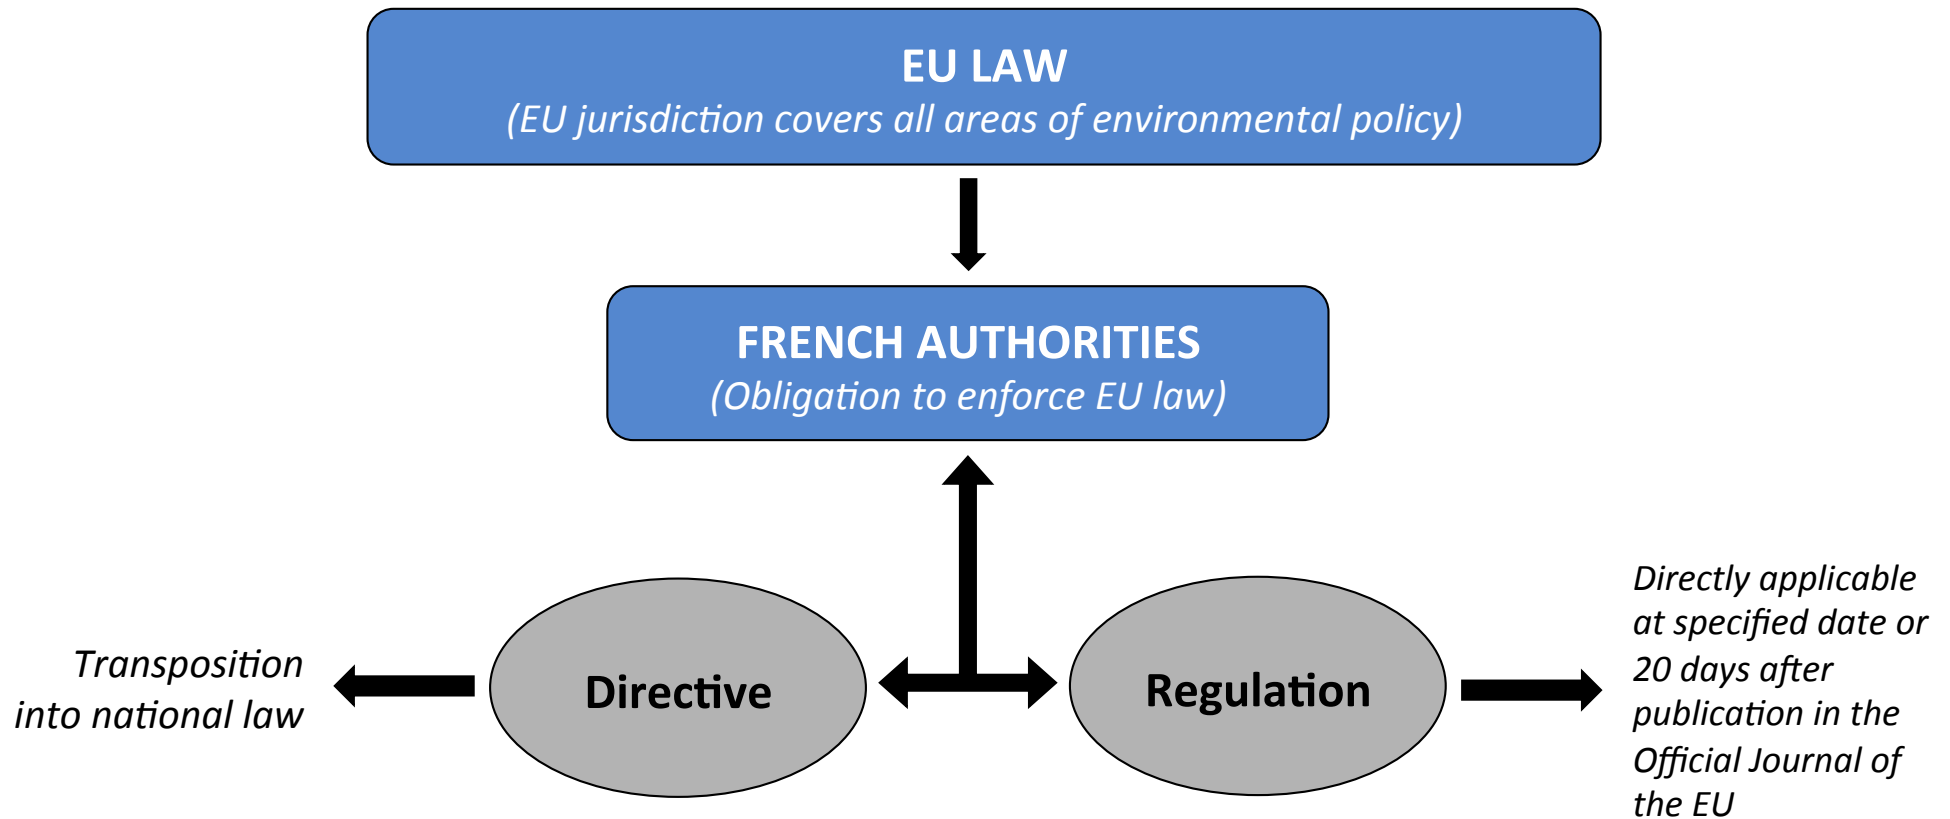 EU LAW
(EU jurisdiction covers all areas of environmental policy)
FRENCH AUTHORITIES
(Obligation to enforce EU law)
Transposition
into national law
Directive
Regulation
Directly applicable
at specified date or
20 days after
publication in the
Official Journal of
the EU